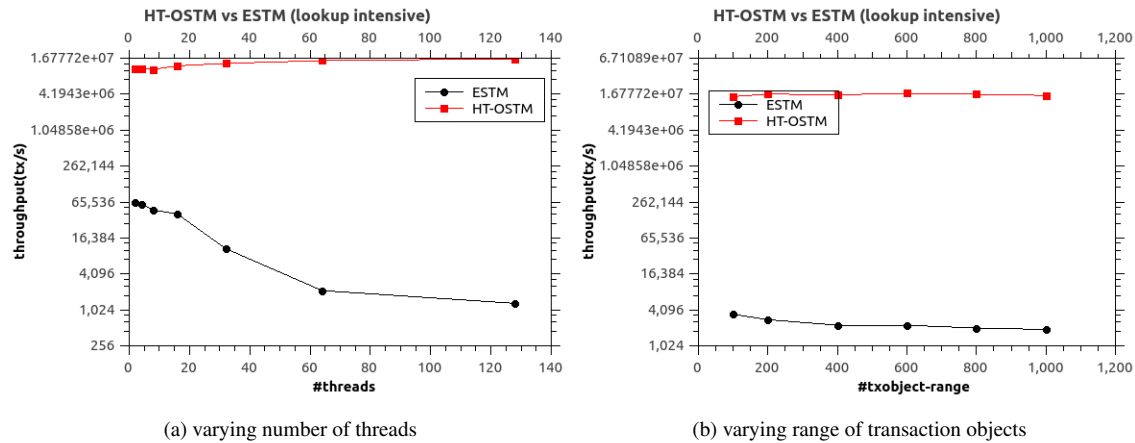 HT-OSTM vs ESTM (lookup intensive)
0 20 40 60 80 100 120 140
1.67772e+07
4.1943e+06
1.04858e+06
262,144
65,536
16,384
4,096
1,024
256
throughput(tx/s)
ESTM
HT-OSTM
0 20 40 60 80 100 120 140
#threads
(a) varying number of threads
HT-OSTM vs ESTM (lookup intensive)
0 200 400 600 800 1,000 1,200
6.71089e+07
1.67772e+07
4.1943e+06
1.04858e+06
262,144
65,536
16,384
4,096
1,024
throughput(tx/s)
ESTM
HT-OSTM
0 200 400 600 800 1,000 1,200
#txobject-range
(b) varying range of transaction objects